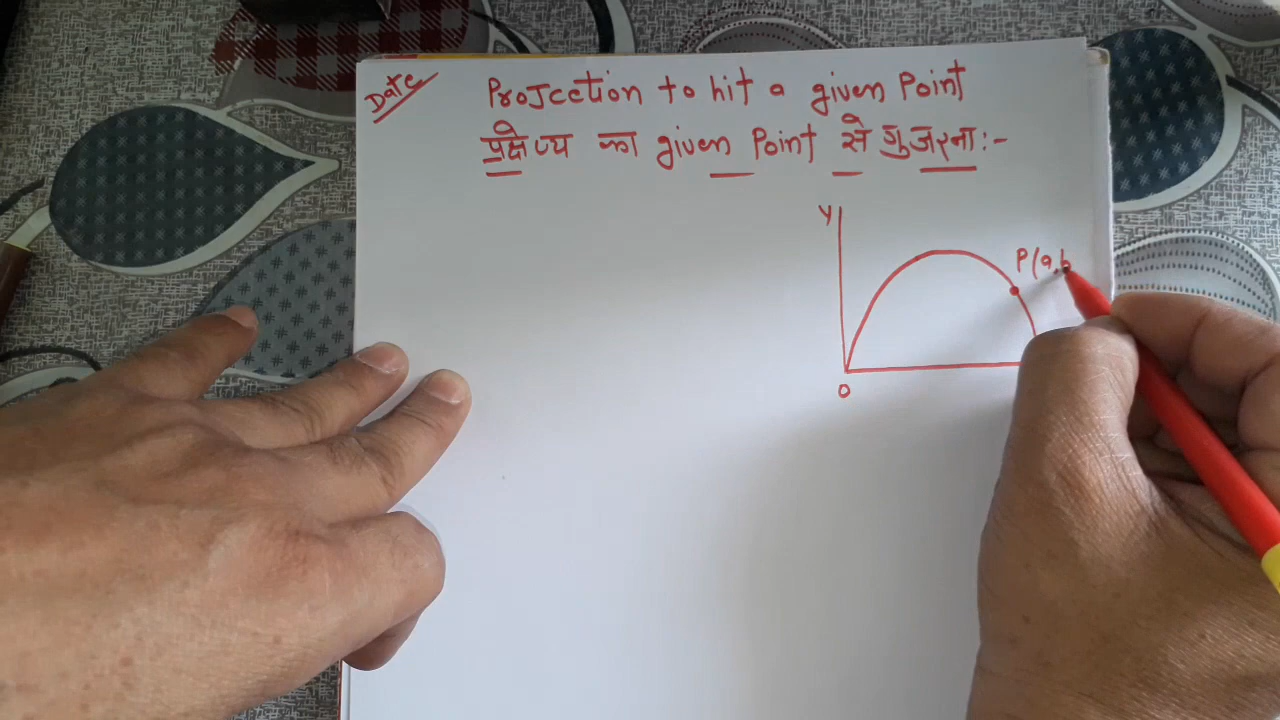 Date
Projection to hit a given Point
प्रक्षेप्य का given Point से गुजरना:-
y
P(a,b
O